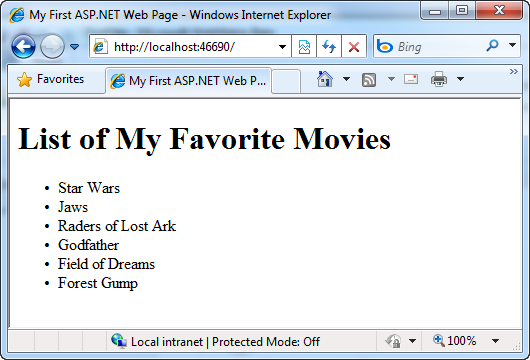 My First ASP.NET Web Page - Windows Internet Explorer
http://localhost:46690/
Bing
Favorites
My First ASP.NET Web P...
List of My Favorite Movies
• Star Wars
• Jaws
• Raders of Lost Ark
• Godfather
• Field of Dreams
• Forest Gump
Local intranet | Protected Mode: Off
100%